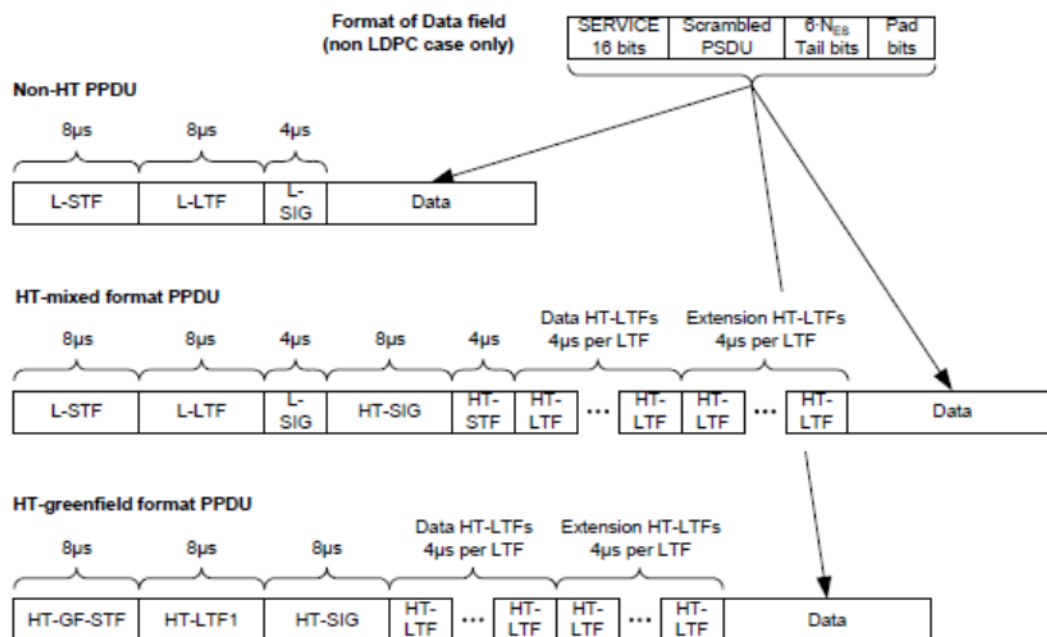 Format of Data field
(non LDPC case only)
SERVICE
16 bits
Scrambled
PSDU
6·N_ES
Tail bits
Pad
bits
Non-HT PPDU
8µs
8µs
4µs
L-STF
L-LTF
L-
SIG
Data
HT-mixed format PPDU
Data HT-LTFs
4µs per LTF
Extension HT-LTFs
4µs per LTF
8µs
8µs
4µs
8µs
4µs
L-STF
L-LTF
L-
SIG
HT-SIG
HT-
STF
HT-
LTF
...
HT-
LTF
HT-
LTF
...
HT-
LTF
Data
HT-greenfield format PPDU
Data HT-LTFs
4µs per LTF
Extension HT-LTFs
4µs per LTF
8µs
8µs
8µs
HT-GF-STF
HT-LTF1
HT-SIG
HT-
LTF
...
HT-
LTF
HT-
LTF
...
HT-
LTF
Data